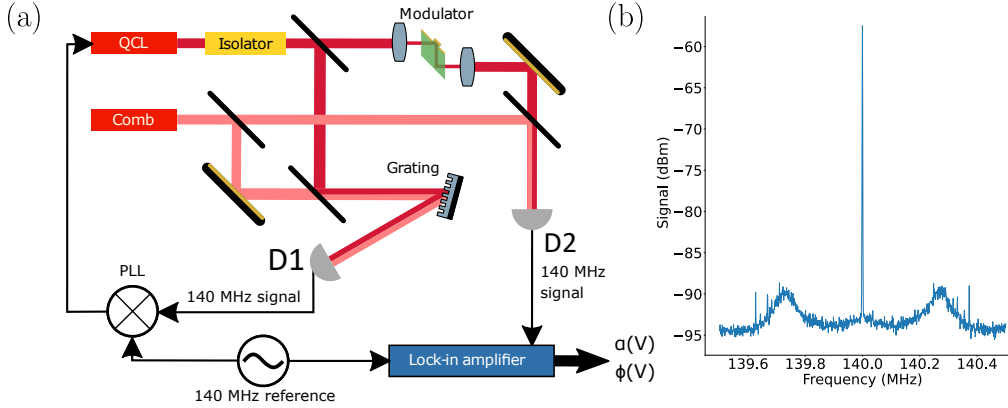 (a)
QCL
Isolator
Modulator
Comb
Grating
D1
D2
PLL
140 MHz signal
140 MHz
signal
Lock-in amplifier
α(V)
ϕ(V)
140 MHz reference
(b)
Signal (dBm)
−60
−65
−70
−75
−80
−85
−90
−95
139.6 139.8 140.0 140.2 140.4
Frequency (MHz)